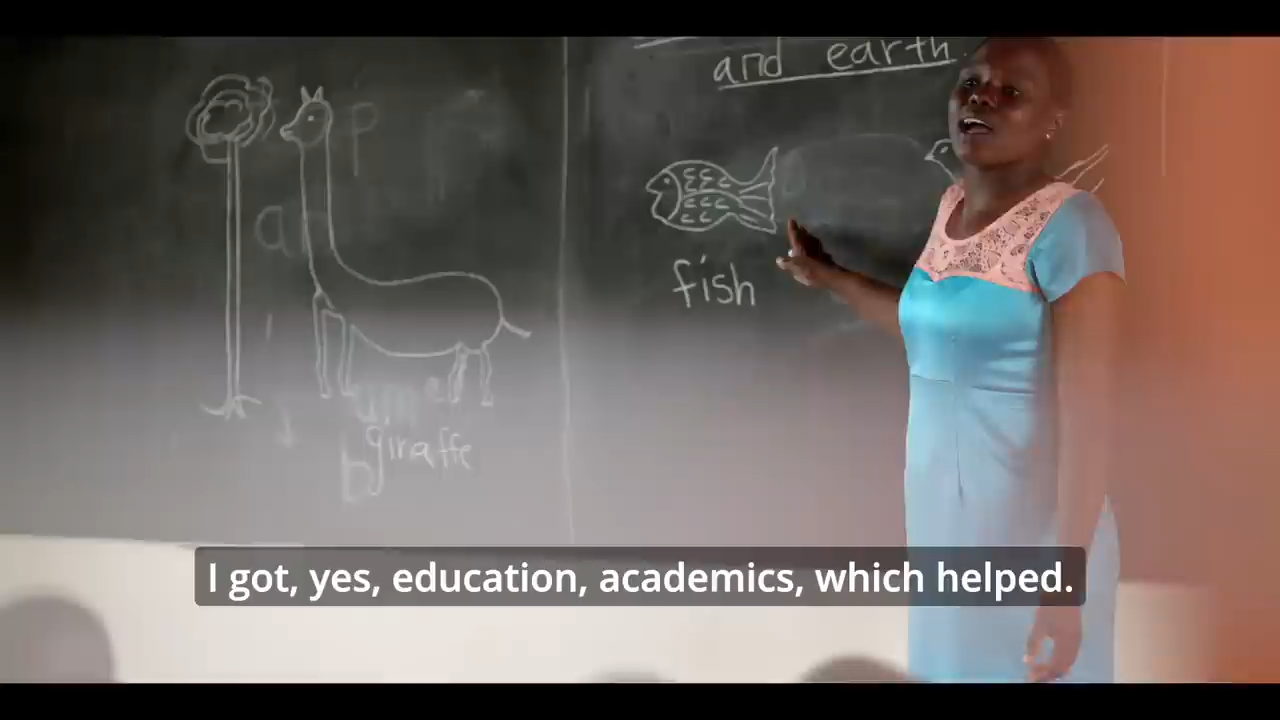 and earth
fish
giraffe
I got, yes, education, academics, which helped.